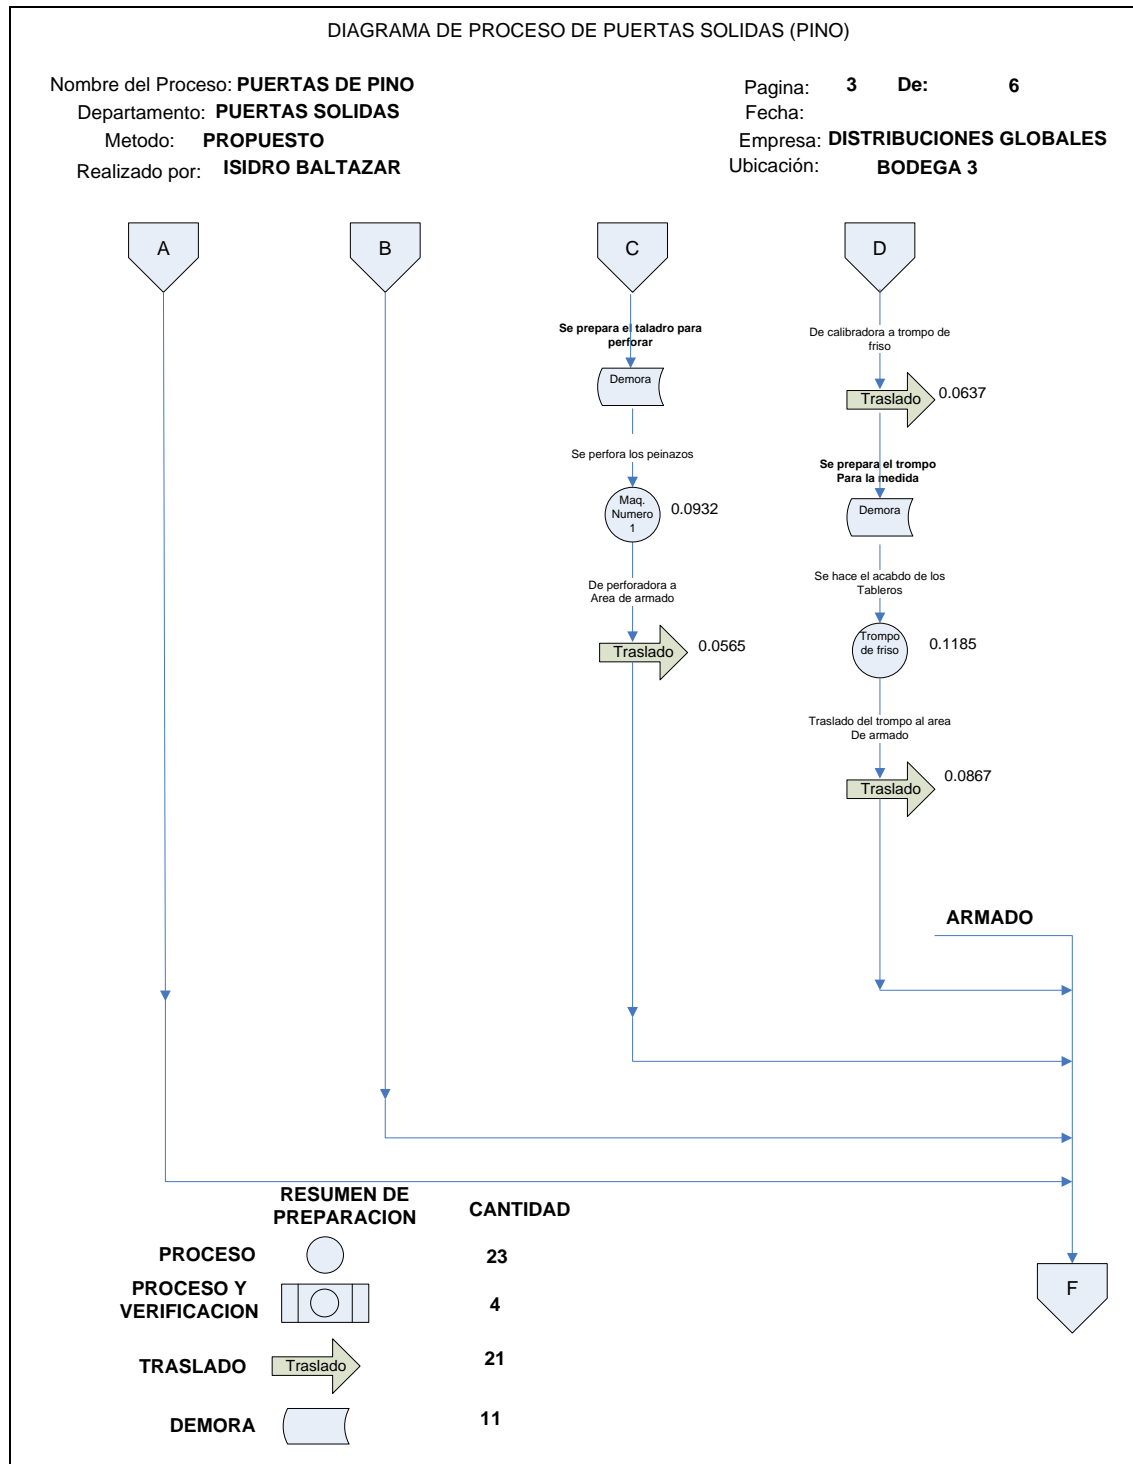 DIAGRAMA DE PROCESO DE PUERTAS SOLIDAS (PINO)
Nombre del Proceso: PUERTAS DE PINO
Departamento: PUERTAS SOLIDAS
Metodo: PROPUESTO
Realizado por: ISIDRO BALTAZAR
Pagina: 3 De: 6
Fecha:
Empresa: DISTRIBUCIONES GLOBALES
Ubicación: BODEGA 3
A
B
C
D
Se prepara el taladro para
perforar
Demora
Se perfora los peinazos
Maq.
Numero
1
0.0932
De perforadora a
Area de armado
Traslado
0.0565
De calibradora a trompo de
friso
Traslado
0.0637
Se prepara el trompo
Para la medida
Demora
Se hace el acabdo de los
Tableros
Trompo
de friso
0.1185
Traslado del trompo al area
De armado
Traslado
0.0867
ARMADO
F
RESUMEN DE
PREPARACION
CANTIDAD
PROCESO
23
PROCESO Y
VERIFICACION
4
TRASLADO
Traslado
21
DEMORA
11